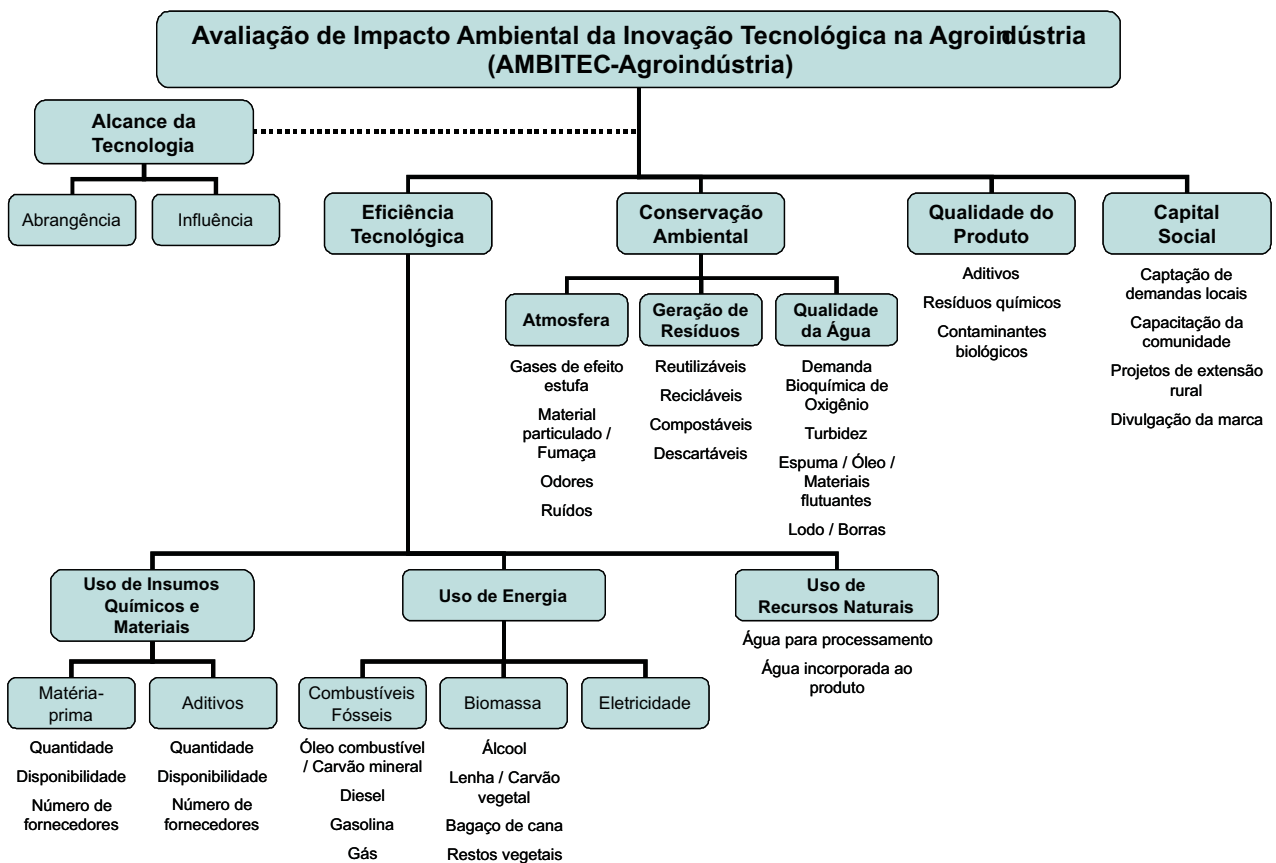 Avaliação de Impacto Ambiental da Inovação Tecnológica na Agroindústria
(AMBITEC-Agroindústria)
Alcance da
Tecnologia
Abrangência
Influência
Eficiência
Tecnológica
Conservação
Ambiental
Qualidade do
Produto
Capital
Social
Aditivos
Resíduos químicos
Contaminantes
biológicos
Captação de
demandas locais
Capacitação da
comunidade
Projetos de extensão
rural
Divulgação da marca
Atmosfera
Geração de
Resíduos
Qualidade
da Água
Gases de efeito
estufa
Material
particulado /
Fumaça
Odores
Ruídos
Reutilizáveis
Recicláveis
Compostáveis
Descartáveis
Demanda
Bioquímica de
Oxigênio
Turbidez
Espuma / Óleo /
Materiais
flutuantes
Lodo / Borras
Uso de Insumos
Químicos e
Materiais
Uso de Energia
Uso de
Recursos Naturais
Água para processamento
Água incorporada ao
produto
Matéria-
prima
Aditivos
Combustíveis
Fósseis
Biomassa
Eletricidade
Quantidade
Disponibilidade
Número de
fornecedores
Quantidade
Disponibilidade
Número de
fornecedores
Óleo combustível
/ Carvão mineral
Diesel
Gasolina
Gás
Álcool
Lenha / Carvão
vegetal
Bagaço de cana
Restos vegetais